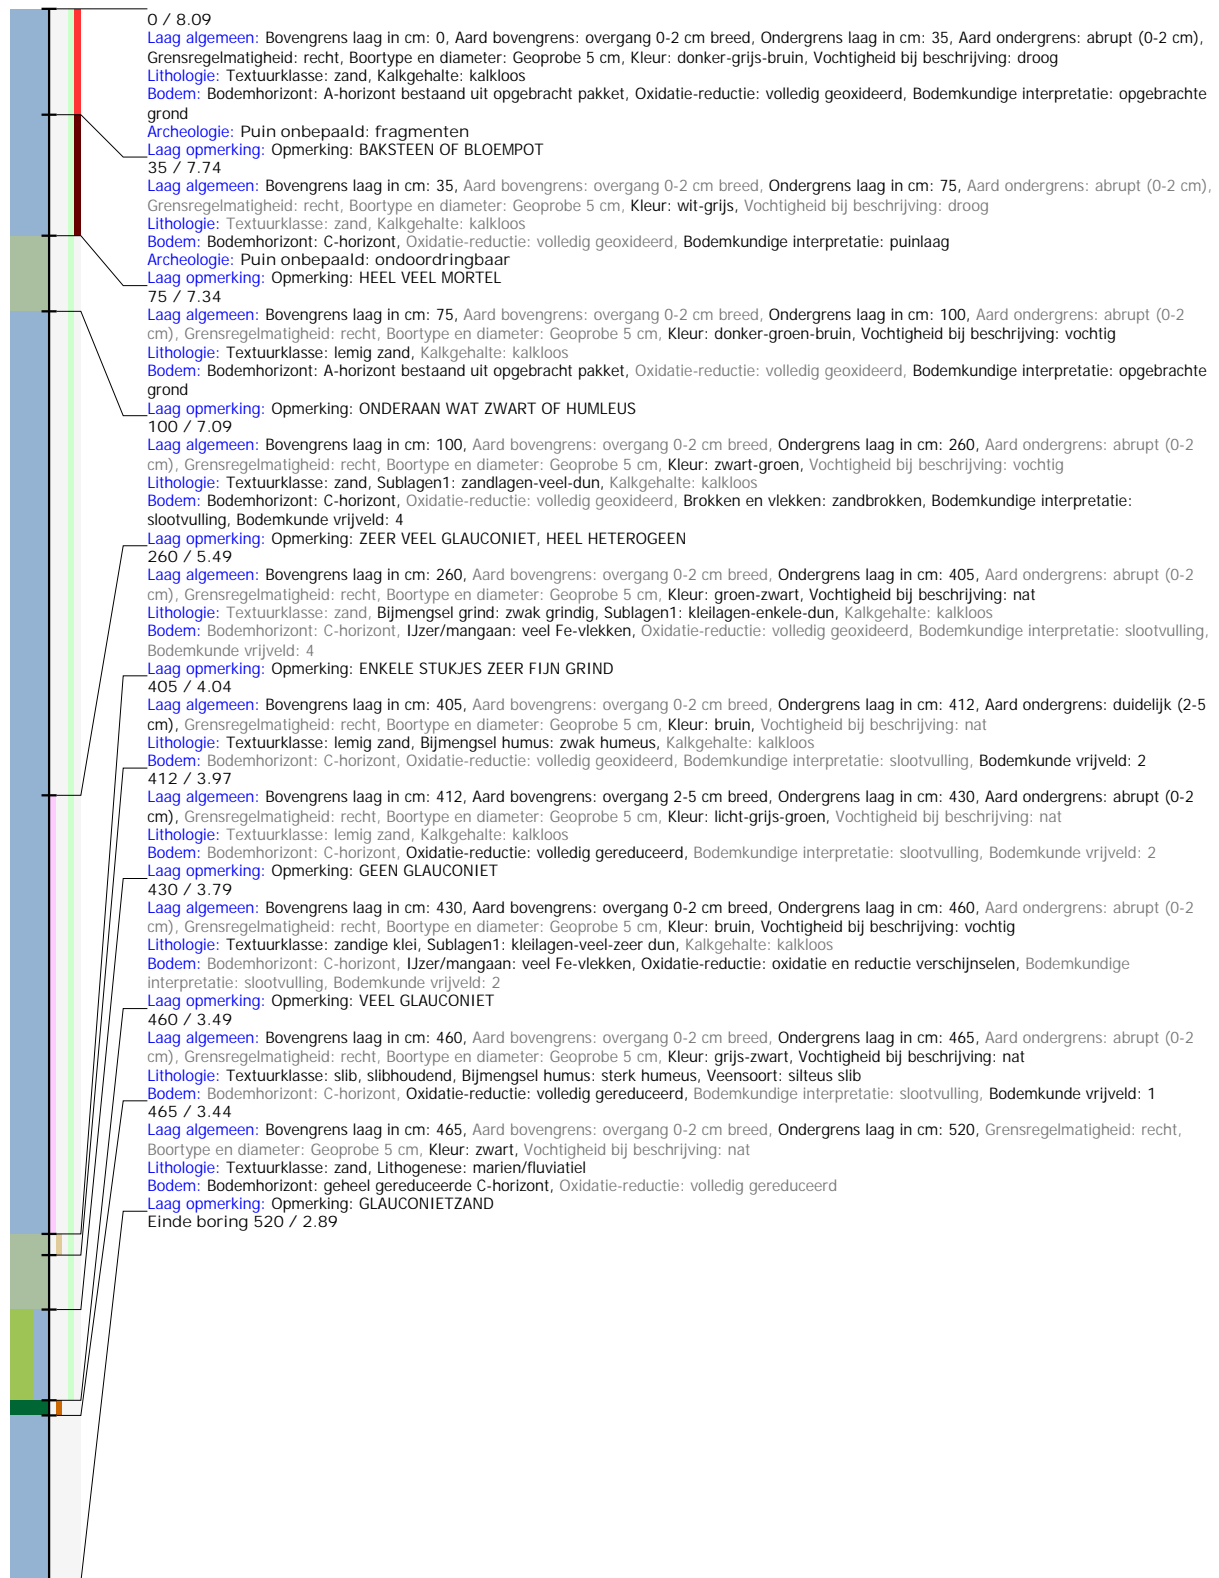 0 / 8.09
Laag algemeen: Bovengrens laag in cm: 0, Aard bovengrens: overgang 0-2 cm breed, Ondergrens laag in cm: 35, Aard ondergrens: abrupt (0-2 cm),
Grensregelmatigheid: recht, Boortype en diameter: Geoprobe 5 cm, Kleur: donker-grijs-bruin, Vochtigheid bij beschrijving: droog
Lithologie: Textuurklasse: zand, Kalkgehalte: kalkloos
Bodem: Bodemhorizont: A-horizont bestaand uit opgebracht pakket, Oxidatie-reductie: volledig geoxideerd, Bodemkundige interpretatie: opgebrachte
grond
Archeologie: Puin onbepaald: fragmenten
Laag opmerking: Opmerking: BAKSTEEN OF BLOEMPOT
35 / 7.74
Laag algemeen: Bovengrens laag in cm: 35, Aard bovengrens: overgang 0-2 cm breed, Ondergrens laag in cm: 75, Aard ondergrens: abrupt (0-2 cm),
Grensregelmatigheid: recht, Boortype en diameter: Geoprobe 5 cm, Kleur: wit-grijs, Vochtigheid bij beschrijving: droog
Lithologie: Textuurklasse: zand, Kalkgehalte: kalkloos
Bodem: Bodemhorizont: C-horizont, Oxidatie-reductie: volledig geoxideerd, Bodemkundige interpretatie: puinlaag
Archeologie: Puin onbepaald: ondoordringbaar
Laag opmerking: Opmerking: HEEL VEEL MORTEL
75 / 7.34
Laag algemeen: Bovengrens laag in cm: 75, Aard bovengrens: overgang 0-2 cm breed, Ondergrens laag in cm: 100, Aard ondergrens: abrupt (0-2
cm), Grensregelmatigheid: recht, Boortype en diameter: Geoprobe 5 cm, Kleur: donker-groen-bruin, Vochtigheid bij beschrijving: vochtig
Lithologie: Textuurklasse: lemig zand, Kalkgehalte: kalkloos
Bodem: Bodemhorizont: A-horizont bestaand uit opgebracht pakket, Oxidatie-reductie: volledig geoxideerd, Bodemkundige interpretatie: opgebrachte
grond
Laag opmerking: Opmerking: ONDERAAN WAT ZWART OF HUMLEUS
100 / 7.09
Laag algemeen: Bovengrens laag in cm: 100, Aard bovengrens: overgang 0-2 cm breed, Ondergrens laag in cm: 260, Aard ondergrens: abrupt (0-2
cm), Grensregelmatigheid: recht, Boortype en diameter: Geoprobe 5 cm, Kleur: zwart-groen, Vochtigheid bij beschrijving: vochtig
Lithologie: Textuurklasse: zand, Sublagen1: zandlagen-veel-dun, Kalkgehalte: kalkloos
Bodem: Bodemhorizont: C-horizont, Oxidatie-reductie: volledig geoxideerd, Brokken en vlekken: zandbrokken, Bodemkundige interpretatie:
slootvulling, Bodemkunde vrijveld: 4
Laag opmerking: Opmerking: ZEER VEEL GLAUCONIET, HEEL HETEROGEEN
260 / 5.49
Laag algemeen: Bovengrens laag in cm: 260, Aard bovengrens: overgang 0-2 cm breed, Ondergrens laag in cm: 405, Aard ondergrens: abrupt (0-2
cm), Grensregelmatigheid: recht, Boortype en diameter: Geoprobe 5 cm, Kleur: groen-zwart, Vochtigheid bij beschrijving: nat
Lithologie: Textuurklasse: zand, Bijmengsel grind: zwak grindig, Sublagen1: kleilagen-enkele-dun, Kalkgehalte: kalkloos
Bodem: Bodemhorizont: C-horizont, IJzer/mangaan: veel Fe-vlekken, Oxidatie-reductie: volledig geoxideerd, Bodemkundige interpretatie: slootvulling,
Bodemkunde vrijveld: 4
Laag opmerking: Opmerking: ENKELE STUKJES ZEER FIJN GRIND
405 / 4.04
Laag algemeen: Bovengrens laag in cm: 405, Aard bovengrens: overgang 0-2 cm breed, Ondergrens laag in cm: 412, Aard ondergrens: duidelijk (2-5
cm), Grensregelmatigheid: recht, Boortype en diameter: Geoprobe 5 cm, Kleur: bruin, Vochtigheid bij beschrijving: nat
Lithologie: Textuurklasse: lemig zand, Bijmengsel humus: zwak humeus, Kalkgehalte: kalkloos
Bodem: Bodemhorizont: C-horizont, Oxidatie-reductie: volledig geoxideerd, Bodemkundige interpretatie: slootvulling, Bodemkunde vrijveld: 2
412 / 3.97
Laag algemeen: Bovengrens laag in cm: 412, Aard bovengrens: overgang 2-5 cm breed, Ondergrens laag in cm: 430, Aard ondergrens: abrupt (0-2
cm), Grensregelmatigheid: recht, Boortype en diameter: Geoprobe 5 cm, Kleur: licht-grijs-groen, Vochtigheid bij beschrijving: nat
Lithologie: Textuurklasse: lemig zand, Kalkgehalte: kalkloos
Bodem: Bodemhorizont: C-horizont, Oxidatie-reductie: volledig gereduceerd, Bodemkundige interpretatie: slootvulling, Bodemkunde vrijveld: 2
Laag opmerking: Opmerking: GEEN GLAUCONIET
430 / 3.79
Laag algemeen: Bovengrens laag in cm: 430, Aard bovengrens: overgang 0-2 cm breed, Ondergrens laag in cm: 460, Aard ondergrens: abrupt (0-2
cm), Grensregelmatigheid: recht, Boortype en diameter: Geoprobe 5 cm, Kleur: bruin, Vochtigheid bij beschrijving: vochtig
Lithologie: Textuurklasse: zandige klei, Sublagen1: kleilagen-veel-zeer dun, Kalkgehalte: kalkloos
Bodem: Bodemhorizont: C-horizont, IJzer/mangaan: veel Fe-vlekken, Oxidatie-reductie: oxidatie en reductie verschijnselen, Bodemkundige
interpretatie: slootvulling, Bodemkunde vrijveld: 2
Laag opmerking: Opmerking: VEEL GLAUCONIET
460 / 3.49
Laag algemeen: Bovengrens laag in cm: 460, Aard bovengrens: overgang 0-2 cm breed, Ondergrens laag in cm: 465, Aard ondergrens: abrupt (0-2
cm), Grensregelmatigheid: recht, Boortype en diameter: Geoprobe 5 cm, Kleur: grijs-zwart, Vochtigheid bij beschrijving: nat
Lithologie: Textuurklasse: slib, slibhoudend, Bijmengsel humus: sterk humeus, Veensoort: silteus slib
Bodem: Bodemhorizont: C-horizont, Oxidatie-reductie: volledig gereduceerd, Bodemkundige interpretatie: slootvulling, Bodemkunde vrijveld: 1
465 / 3.44
Laag algemeen: Bovengrens laag in cm: 465, Aard bovengrens: overgang 0-2 cm breed, Ondergrens laag in cm: 520, Grensregelmatigheid: recht,
Boortype en diameter: Geoprobe 5 cm, Kleur: zwart, Vochtigheid bij beschrijving: nat
Lithologie: Textuurklasse: zand, Lithogenese: marien/fluviatiel
Bodem: Bodemhorizont: geheel gereduceerde C-horizont, Oxidatie-reductie: volledig gereduceerd
Laag opmerking: Opmerking: GLAUCONIETZAND
Einde boring 520 / 2.89